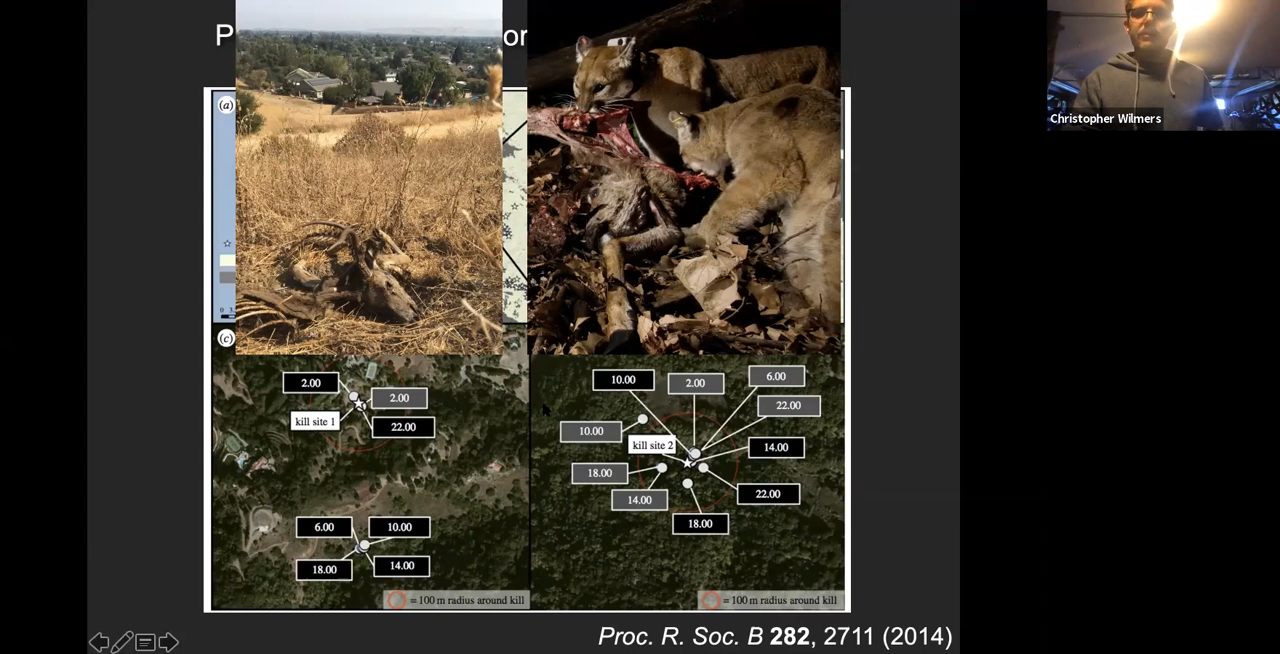 P
or
Christopher Wilmers
(a)
(c)
2.00
2.00
kill site 1
22.00
6.00
10.00
18.00
14.00
= 100 m radius around kill
10.00
2.00
6.00
22.00
10.00
kill site 2
14.00
18.00
22.00
14.00
18.00
= 100 m radius around kill
Proc. R. Soc. B 282, 2711 (2014)